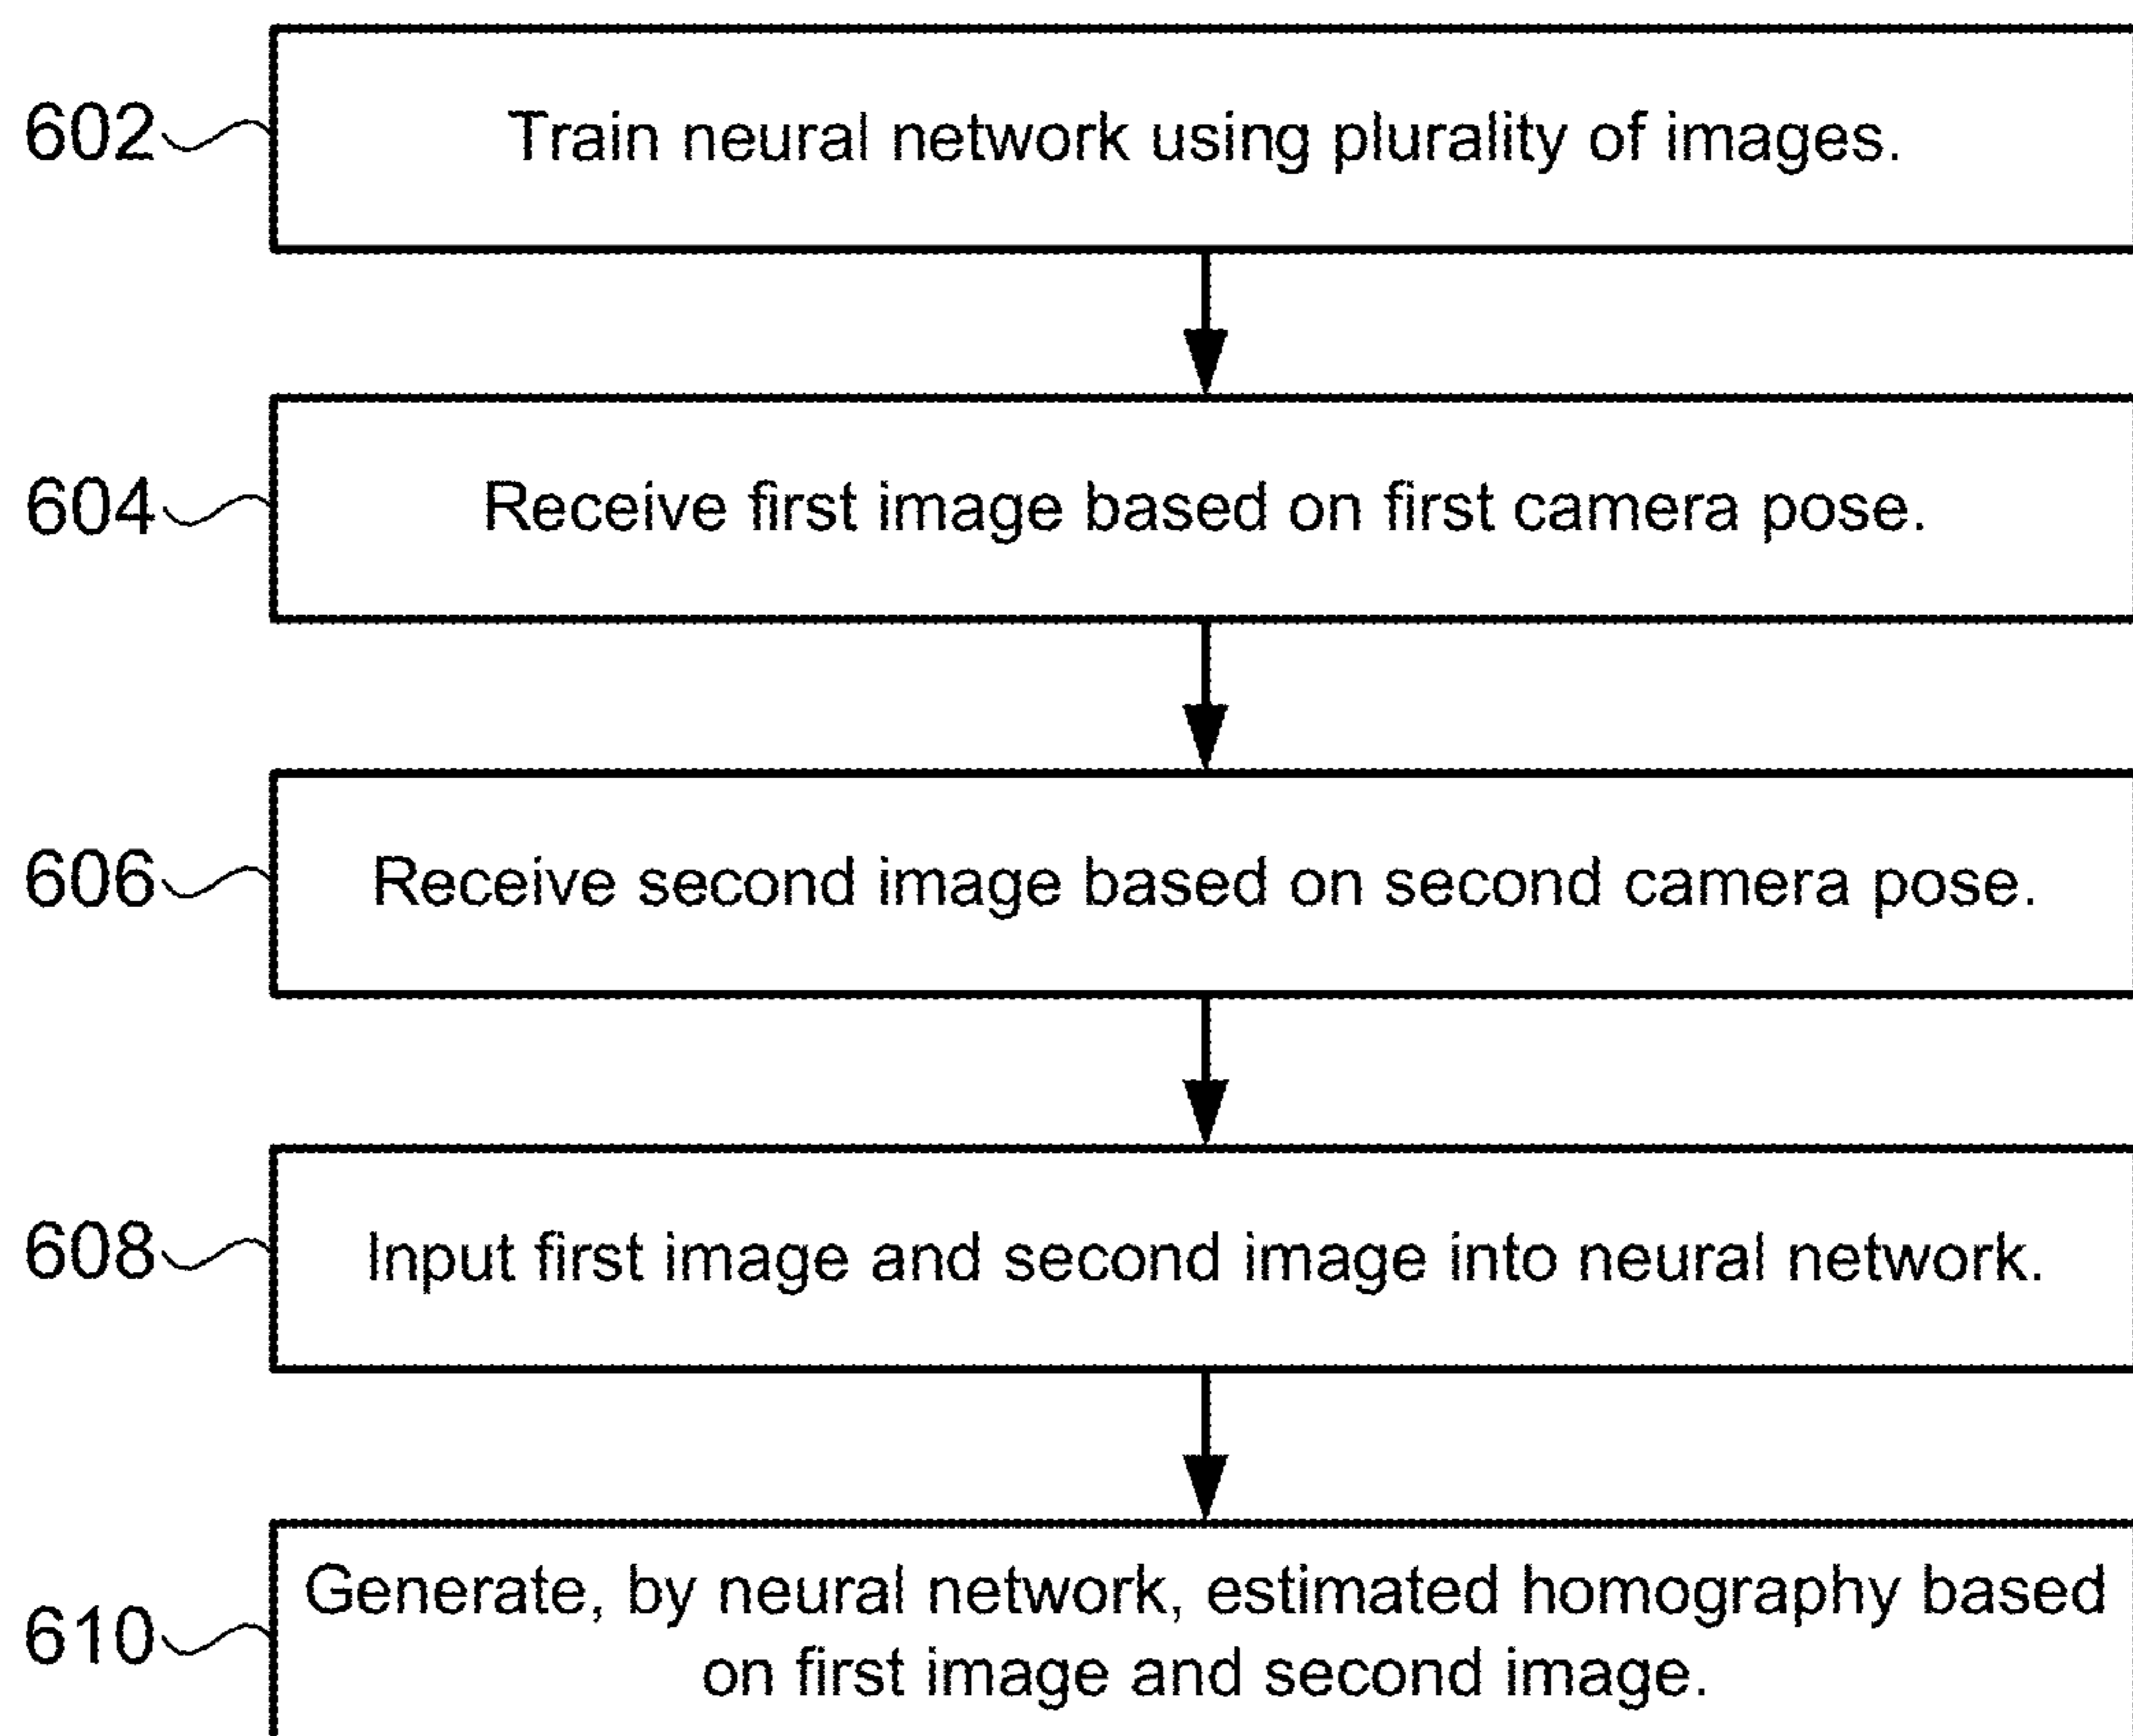 602 Train neural network using plurality of images.
604 Receive first image based on first camera pose.
606 Receive second image based on second camera pose.
608 Input first image and second image into neural network.
610 Generate, by neural network, estimated homography based
on first image and second image.